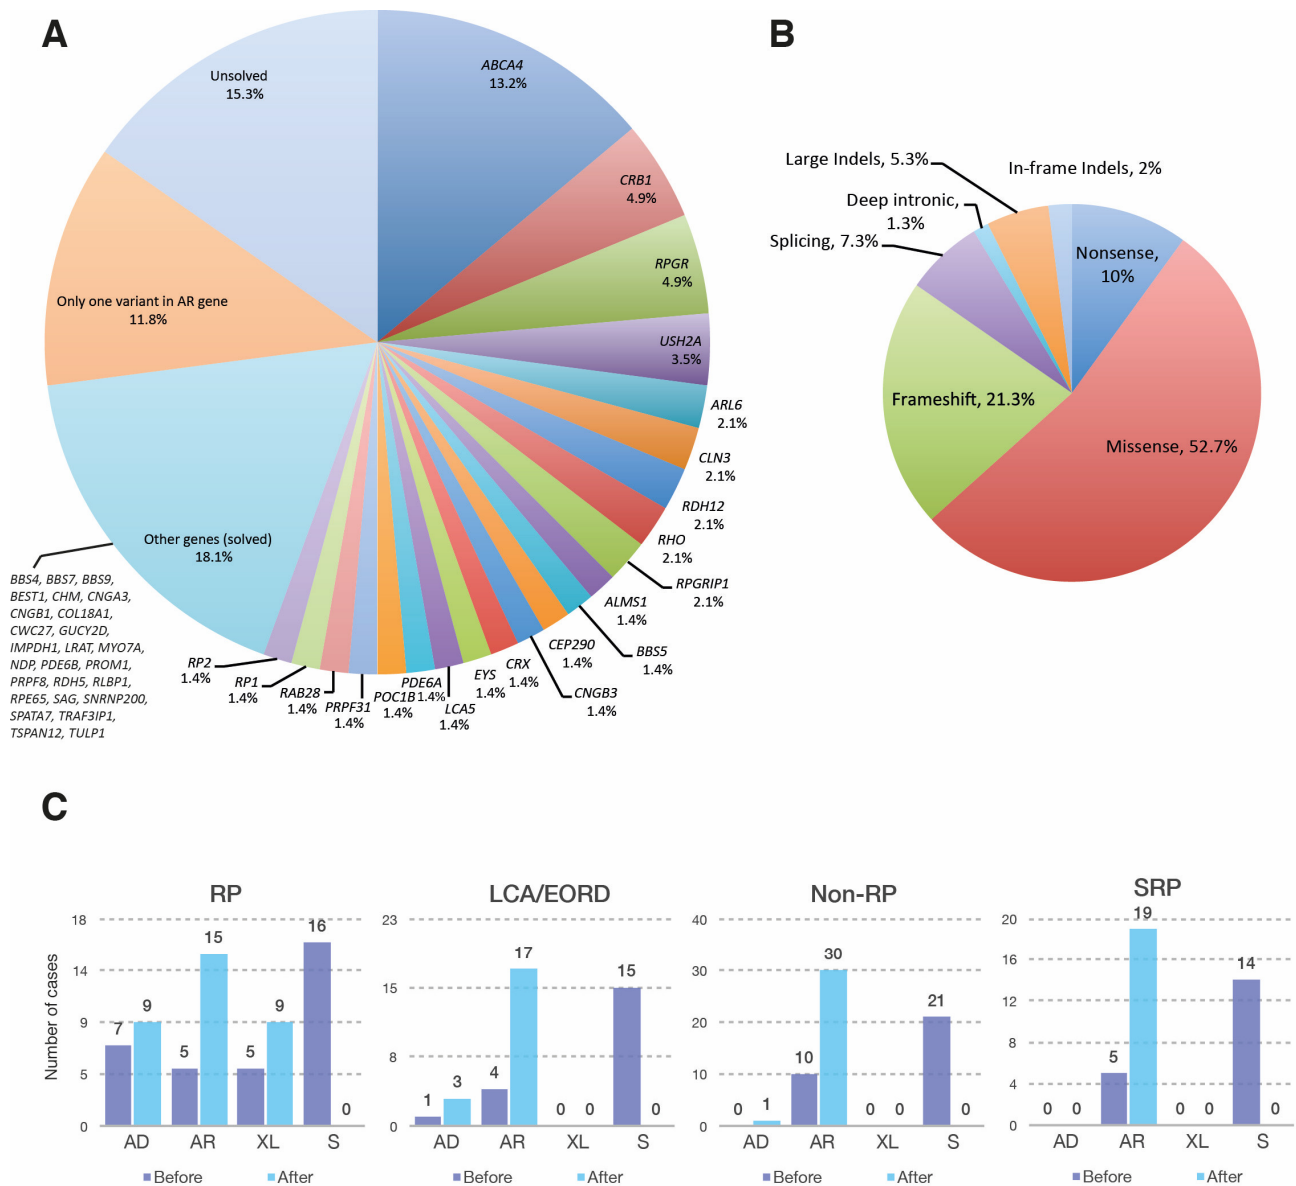 A
Unsolved
15.3%
ABCA4
13.2%
CRB1
4.9%
RPGR
4.9%
USH2A
3.5%
ARL6
2.1%
CLN3
2.1%
RDH12
2.1%
RHO
2.1%
RPGRIP1
2.1%
ALMS1
1.4%
BBS5
1.4%
CEP290
1.4%
CNGB3
1.4%
CRX
1.4%
EYS
1.4%
LCA5
1.4%
PDE6A
1.4%
POC1B
1.4%
PRPF31
1.4%
RAB28
1.4%
RP1
1.4%
RP2
1.4%
Other genes (solved)
18.1%
BBS4, BBS7, BBS9,
BEST1, CHM, CNGA3,
CNGB1, COL18A1,
CWC27, GUCY2D,
IMPDH1, LRAT, MYO7A,
NDP, PDE6B, PROM1,
PRPF8, RDH5, RLBP1,
RPE65, SAG, SNRNP200,
SPATA7, TRAF3IP1,
TSPAN12, TULP1
Only one variant in AR gene
11.8%
B
Large Indels, 5.3%
In-frame Indels, 2%
Deep intronic,
1.3%
Splicing, 7.3%
Nonsense,
10%
Frameshift, 21.3%
Missense, 52.7%
C
RP
Number of cases
18
14
9
5
0
7 9 5 15 5 9 16 0
AD AR XL S
Before After
LCA/EORD
23
15
8
0
1 3 4 17 0 0 15 0
AD AR XL S
Before After
Non-RP
40
30
20
10
0
0 1 10 30 0 0 21 0
AD AR XL S
Before After
SRP
20
16
12
8
4
0
0 0 5 19 0 0 14 0
AD AR XL S
Before After